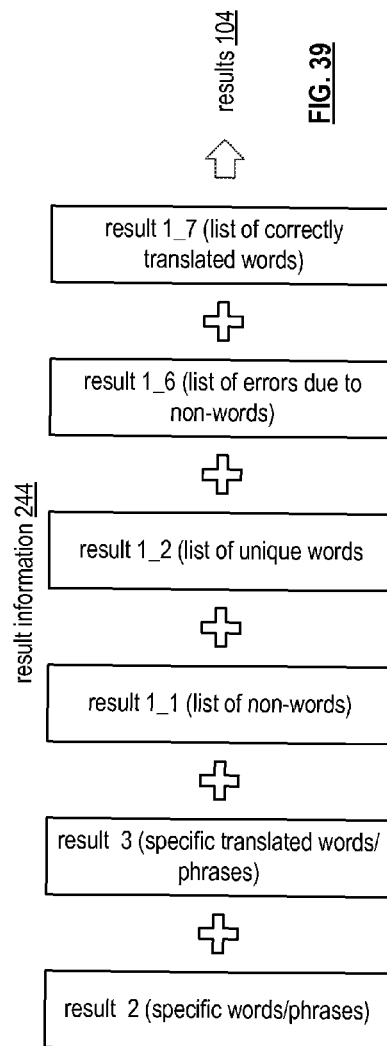 result information 244
result 2 (specific words/phrases)
result 3 (specific translated words/
phrases)
result 1_1 (list of non-words)
result 1_2 (list of unique words
result 1_6 (list of errors due to
non-words)
result 1_7 (list of correctly
translated words)
results 104
FIG. 39